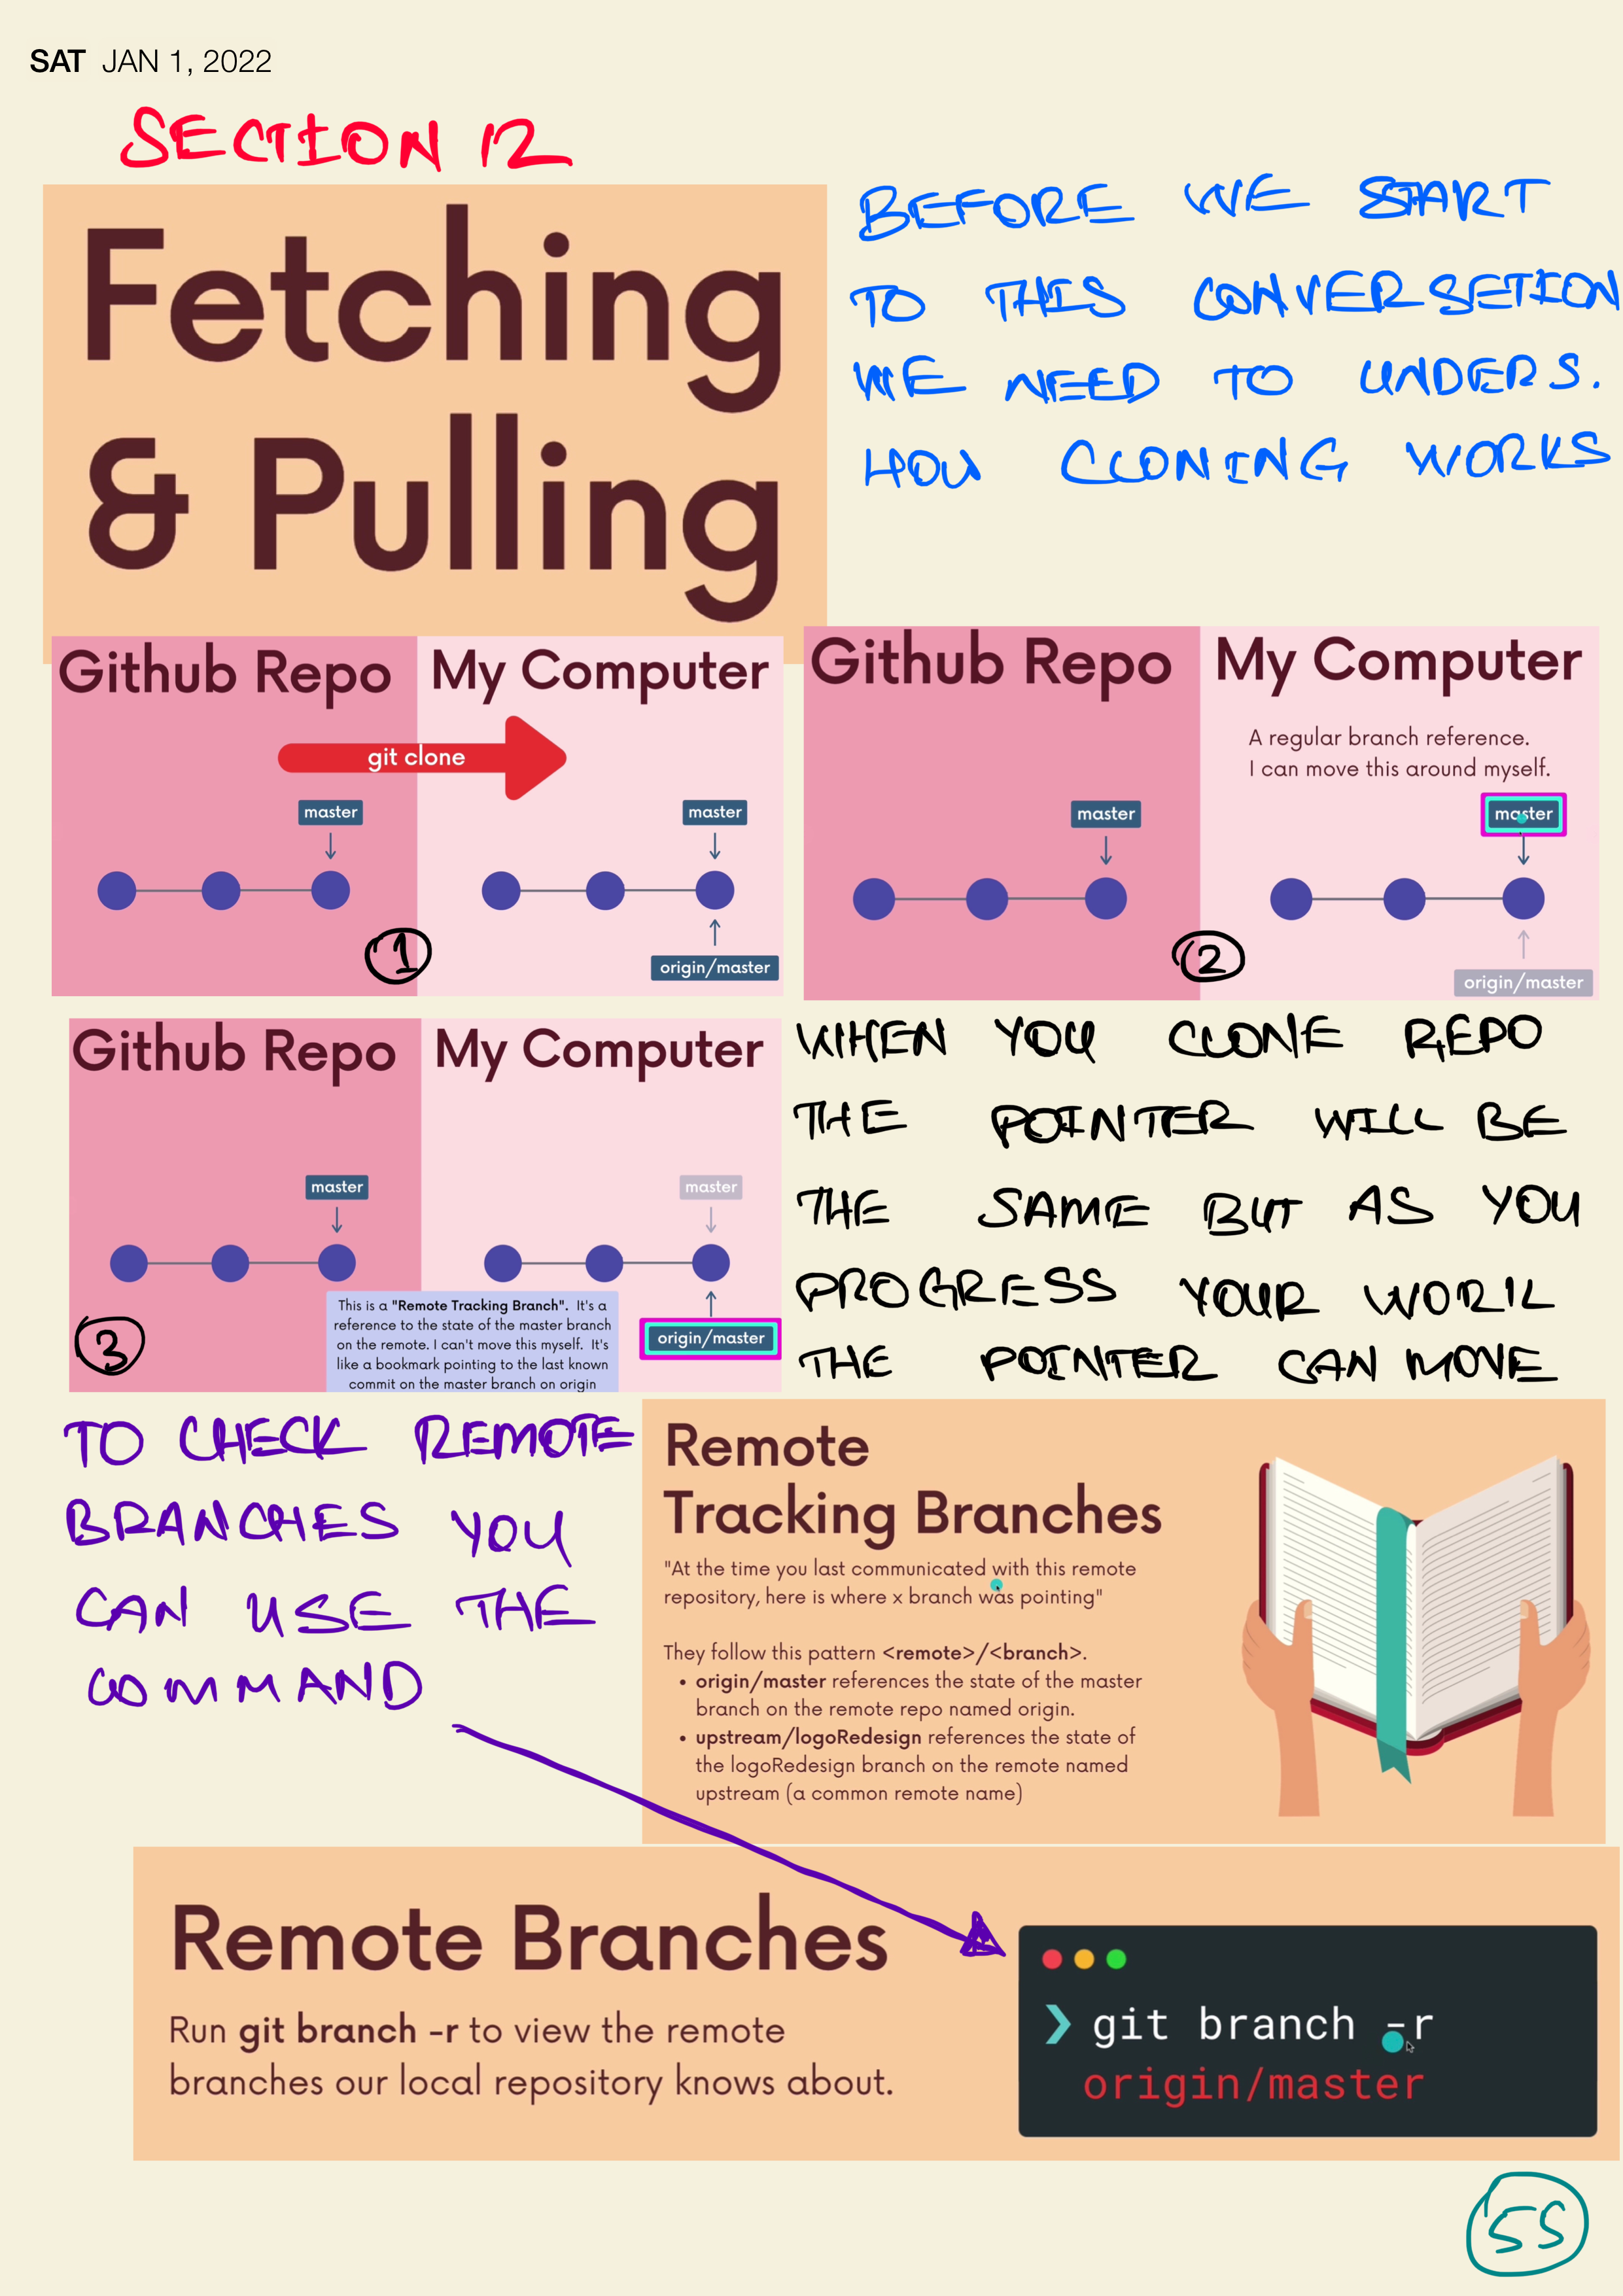 SAT JAN 1, 2022
SECTION 12
Fetching
& Pulling
BEFORE WE START
TO THIS CONVERSETION
WE NEED TO UNDERS.
HOW CLONING WORKS
Github Repo
My Computer
git clone
master
master
origin/master
1
Github Repo
My Computer
A regular branch reference.
I can move this around myself.
master
master
origin/master
2
Github Repo
My Computer
master
master
This is a "Remote Tracking Branch". It's a
reference to the state of the master branch
on the remote. I can't move this myself. It's
like a bookmark pointing to the last known
commit on the master branch on origin
origin/master
3
WHEN YOU CLONE REPO
THE POINTER WILL BE
THE SAME BUT AS YOU
PROGRESS YOUR WORK
THE POINTER CAN MOVE
TO CHECK REMOTE
BRANCHES YOU
CAN USE THE
COMMAND
Remote
Tracking Branches
"At the time you last communicated with this remote
repository, here is where x branch was pointing"
They follow this pattern <remote>/<branch>.
• origin/master references the state of the master
branch on the remote repo named origin.
• upstream/logoRedesign references the state of
the logoRedesign branch on the remote named
upstream (a common remote name)
Remote Branches
Run git branch -r to view the remote
branches our local repository knows about.
❯ git branch -r
origin/master